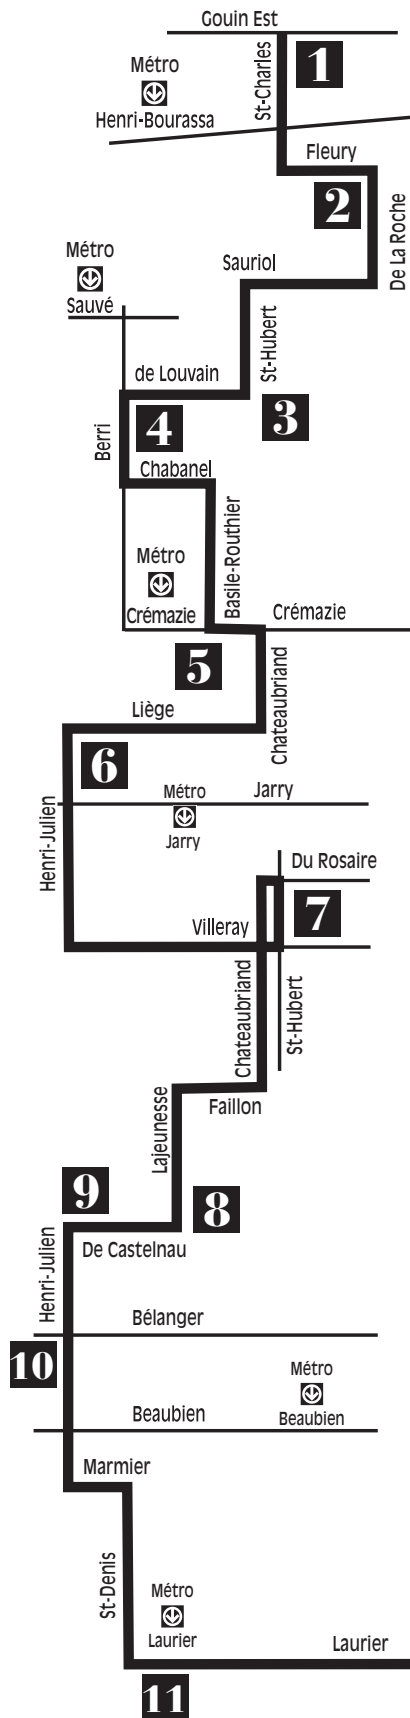 Gouin Est
St-Charles
1
Métro
Henri-Bourassa
Fleury
2
De La Roche
Métro
Sauvé
Sauriol
St-Hubert
de Louvain
3
4
Berri
Chabanel
Basile-Routhier
Métro
Crémazie
Crémazie
5
Chateaubriand
Liège
6
Henri-Julien
Métro
Jarry
Jarry
Du Rosaire
7
Villeray
Chateaubriand
St-Hubert
Faillon
Lajeunesse
9
8
De Castelnau
Henri-Julien
Bélanger
10
Métro
Beaubien
Beaubien
Marmier
St-Denis
Métro
Laurier
Laurier
11